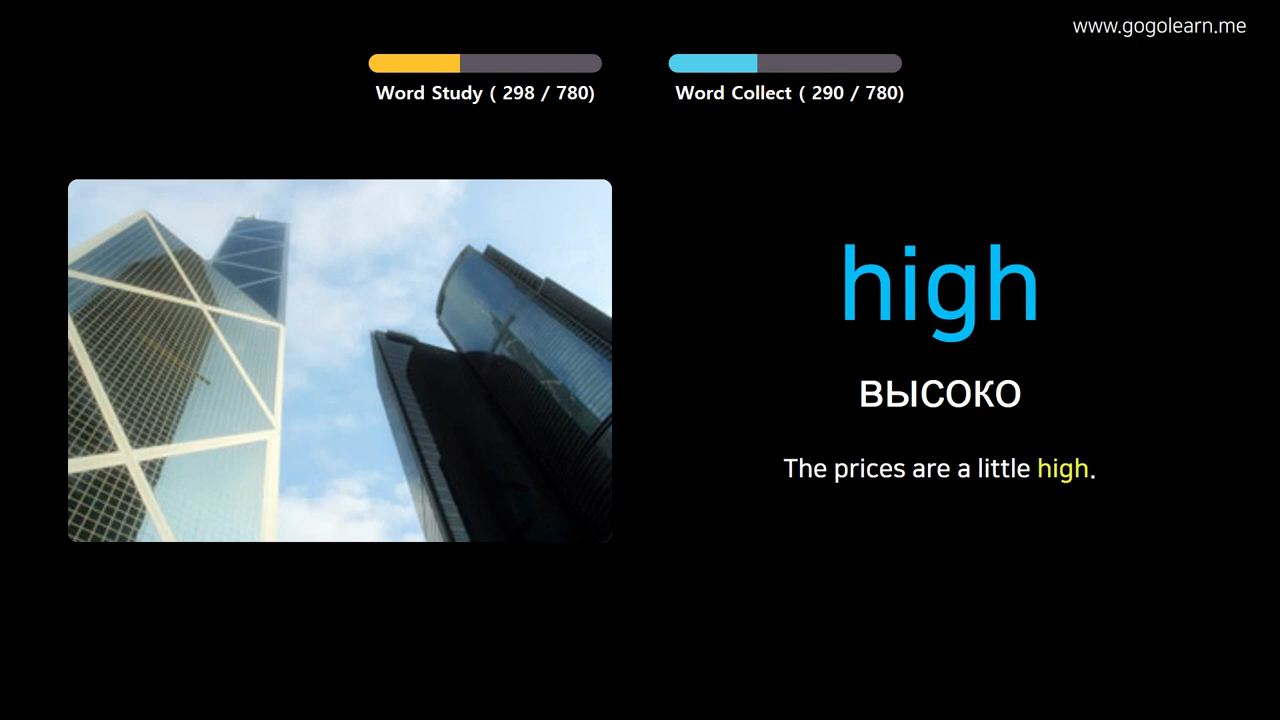 www.gogolearn.me
Word Study ( 298 / 780)
Word Collect ( 290 / 780)
high
высоко
The prices are a little high.